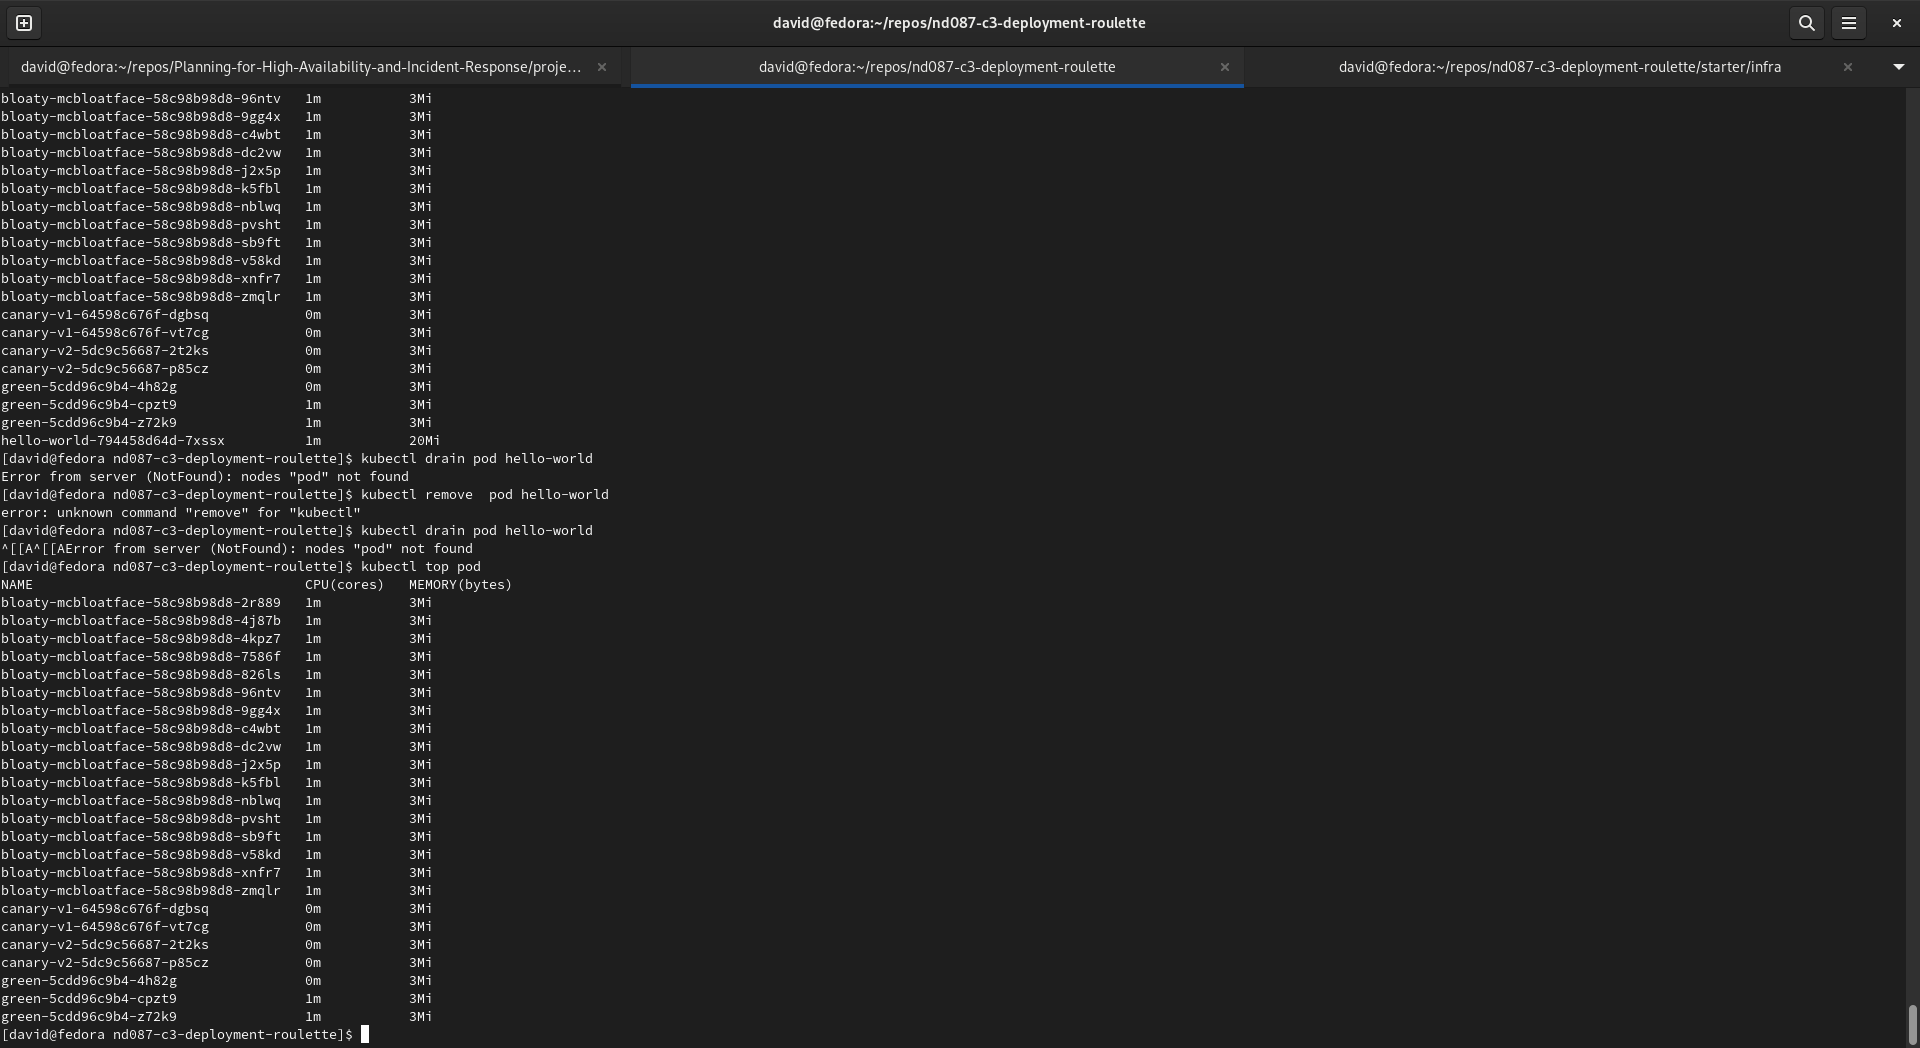 david@fedora:~/repos/nd087-c3-deployment-roulette
david@fedora:~/repos/Planning-for-High-Availability-and-Incident-Response/proje...
david@fedora:~/repos/nd087-c3-deployment-roulette
david@fedora:~/repos/nd087-c3-deployment-roulette/starter/infra
bloaty-mcbloatface-58c98b98d8-96ntv 1m 3Mi
bloaty-mcbloatface-58c98b98d8-9gg4x 1m 3Mi
bloaty-mcbloatface-58c98b98d8-c4wbt 1m 3Mi
bloaty-mcbloatface-58c98b98d8-dc2vw 1m 3Mi
bloaty-mcbloatface-58c98b98d8-j2x5p 1m 3Mi
bloaty-mcbloatface-58c98b98d8-k5fbl 1m 3Mi
bloaty-mcbloatface-58c98b98d8-nblwq 1m 3Mi
bloaty-mcbloatface-58c98b98d8-pvsht 1m 3Mi
bloaty-mcbloatface-58c98b98d8-sb9ft 1m 3Mi
bloaty-mcbloatface-58c98b98d8-v58kd 1m 3Mi
bloaty-mcbloatface-58c98b98d8-xnfr7 1m 3Mi
bloaty-mcbloatface-58c98b98d8-zmqlr 1m 3Mi
canary-v1-64598c676f-dgbsq 0m 3Mi
canary-v1-64598c676f-vt7cg 0m 3Mi
canary-v2-5dc9c56687-2t2ks 0m 3Mi
canary-v2-5dc9c56687-p85cz 0m 3Mi
green-5cdd96c9b4-4h82g 0m 3Mi
green-5cdd96c9b4-cpzt9 1m 3Mi
green-5cdd96c9b4-z72k9 1m 3Mi
hello-world-794458d64d-7xssx 1m 20Mi
[david@fedora nd087-c3-deployment-roulette]$ kubectl drain pod hello-world
Error from server (NotFound): nodes "pod" not found
[david@fedora nd087-c3-deployment-roulette]$ kubectl remove  pod hello-world
error: unknown command "remove" for "kubectl"
[david@fedora nd087-c3-deployment-roulette]$ kubectl drain pod hello-world
^[[A^[[AError from server (NotFound): nodes "pod" not found
[david@fedora nd087-c3-deployment-roulette]$ kubectl top pod
NAME CPU(cores) MEMORY(bytes)
bloaty-mcbloatface-58c98b98d8-2r889 1m 3Mi
bloaty-mcbloatface-58c98b98d8-4j87b 1m 3Mi
bloaty-mcbloatface-58c98b98d8-4kpz7 1m 3Mi
bloaty-mcbloatface-58c98b98d8-7586f 1m 3Mi
bloaty-mcbloatface-58c98b98d8-826ls 1m 3Mi
bloaty-mcbloatface-58c98b98d8-96ntv 1m 3Mi
bloaty-mcbloatface-58c98b98d8-9gg4x 1m 3Mi
bloaty-mcbloatface-58c98b98d8-c4wbt 1m 3Mi
bloaty-mcbloatface-58c98b98d8-dc2vw 1m 3Mi
bloaty-mcbloatface-58c98b98d8-j2x5p 1m 3Mi
bloaty-mcbloatface-58c98b98d8-k5fbl 1m 3Mi
bloaty-mcbloatface-58c98b98d8-nblwq 1m 3Mi
bloaty-mcbloatface-58c98b98d8-pvsht 1m 3Mi
bloaty-mcbloatface-58c98b98d8-sb9ft 1m 3Mi
bloaty-mcbloatface-58c98b98d8-v58kd 1m 3Mi
bloaty-mcbloatface-58c98b98d8-xnfr7 1m 3Mi
bloaty-mcbloatface-58c98b98d8-zmqlr 1m 3Mi
canary-v1-64598c676f-dgbsq 0m 3Mi
canary-v1-64598c676f-vt7cg 0m 3Mi
canary-v2-5dc9c56687-2t2ks 0m 3Mi
canary-v2-5dc9c56687-p85cz 0m 3Mi
green-5cdd96c9b4-4h82g 0m 3Mi
green-5cdd96c9b4-cpzt9 1m 3Mi
green-5cdd96c9b4-z72k9 1m 3Mi
[david@fedora nd087-c3-deployment-roulette]$